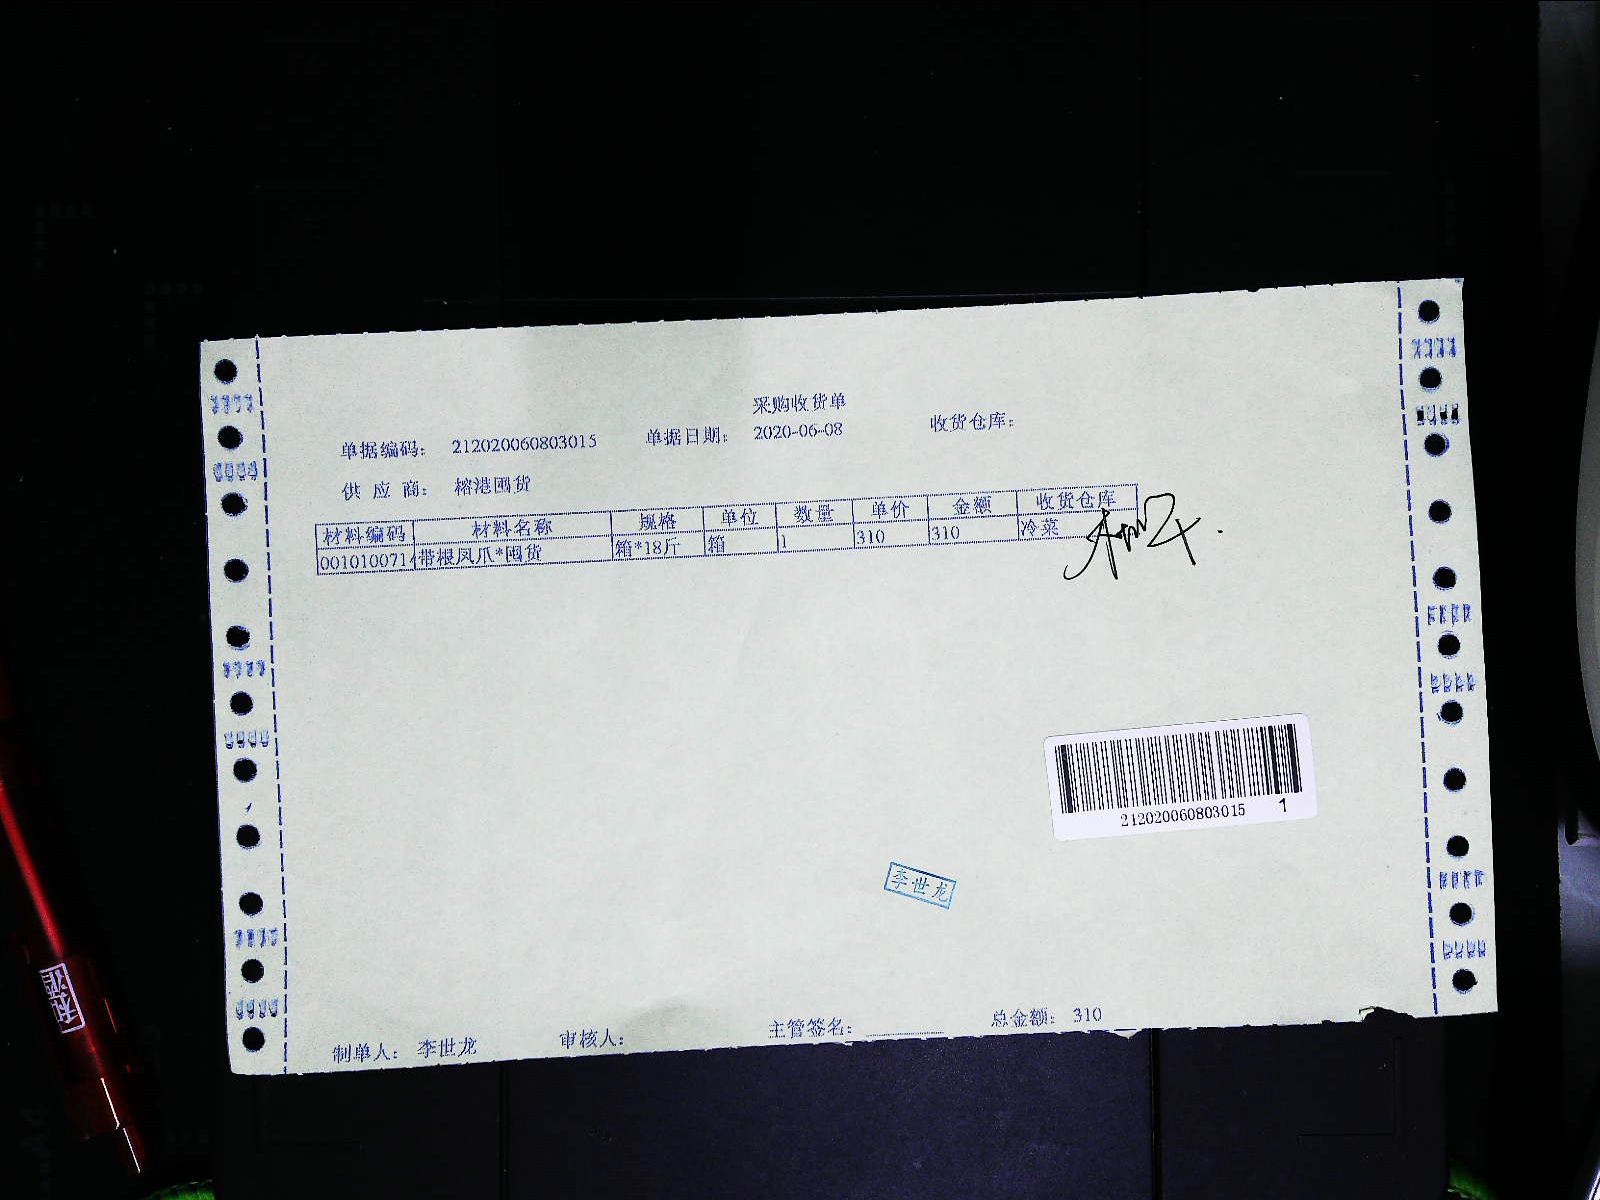 采购收货单
单据编码： 212020060803015 单据日期： 2020-06-08 收货仓库：
供 应 商： 榕港囤货
材料编码 材料名称 规格 单位 数量 单价 金额 收货仓库
0010100714 带根凤爪*囤货 箱*18斤 箱 1 310 310 冷菜
212020060803015 1
李世龙
制单人： 李世龙 审核人： 主管签名： 总金额： 310